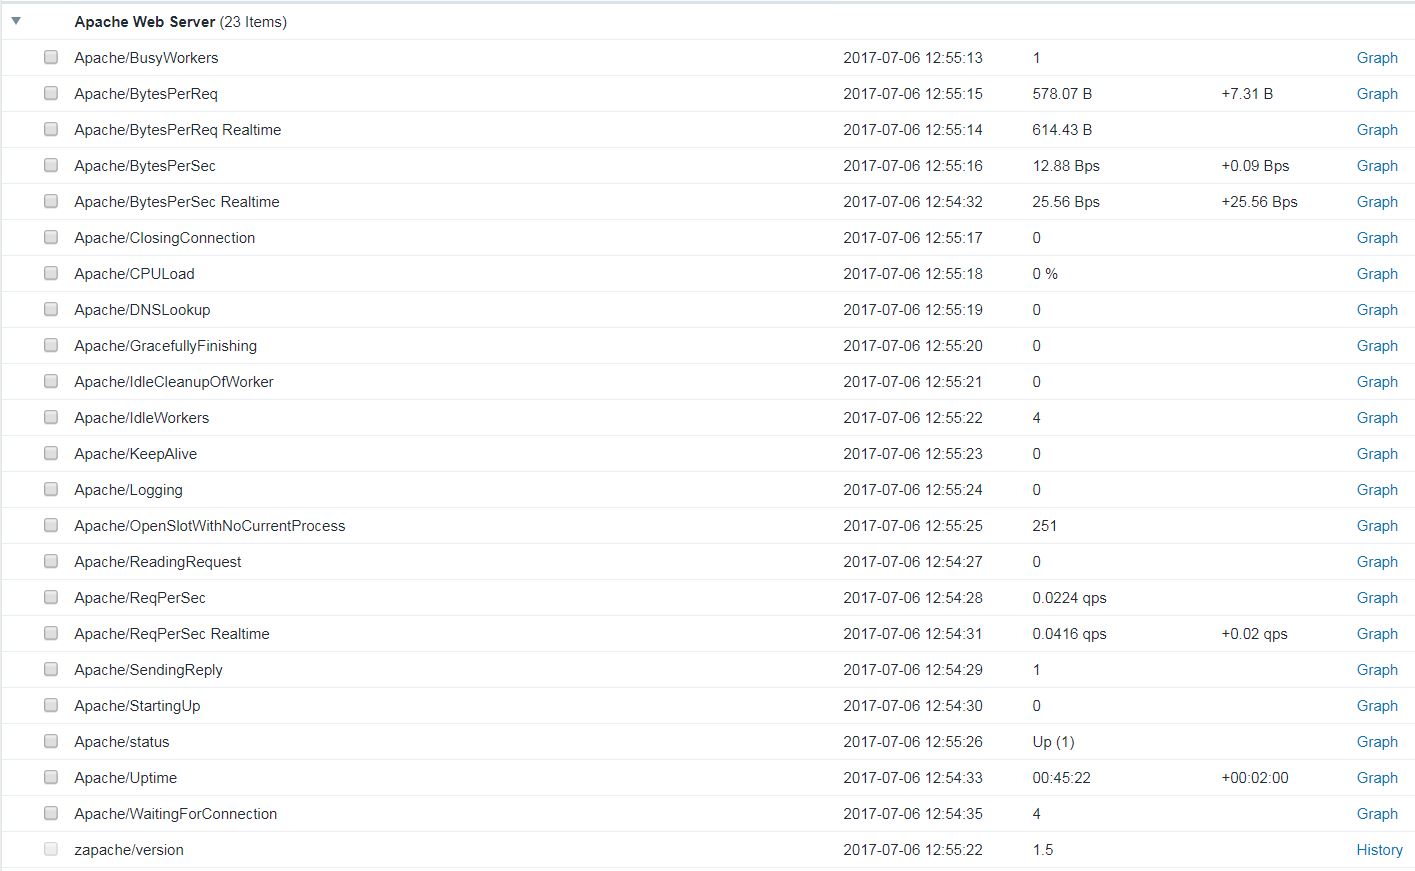 Apache Web Server (23 Items)
Apache/BusyWorkers 2017-07-06 12:55:13 1 Graph
Apache/BytesPerReq 2017-07-06 12:55:15 578.07 B +7.31 B Graph
Apache/BytesPerReq Realtime 2017-07-06 12:55:14 614.43 B Graph
Apache/BytesPerSec 2017-07-06 12:55:16 12.88 Bps +0.09 Bps Graph
Apache/BytesPerSec Realtime 2017-07-06 12:54:32 25.56 Bps +25.56 Bps Graph
Apache/ClosingConnection 2017-07-06 12:55:17 0 Graph
Apache/CPULoad 2017-07-06 12:55:18 0 % Graph
Apache/DNSLookup 2017-07-06 12:55:19 0 Graph
Apache/GracefullyFinishing 2017-07-06 12:55:20 0 Graph
Apache/IdleCleanupOfWorker 2017-07-06 12:55:21 0 Graph
Apache/IdleWorkers 2017-07-06 12:55:22 4 Graph
Apache/KeepAlive 2017-07-06 12:55:23 0 Graph
Apache/Logging 2017-07-06 12:55:24 0 Graph
Apache/OpenSlotWithNoCurrentProcess 2017-07-06 12:55:25 251 Graph
Apache/ReadingRequest 2017-07-06 12:54:27 0 Graph
Apache/ReqPerSec 2017-07-06 12:54:28 0.0224 qps Graph
Apache/ReqPerSec Realtime 2017-07-06 12:54:31 0.0416 qps +0.02 qps Graph
Apache/SendingReply 2017-07-06 12:54:29 1 Graph
Apache/StartingUp 2017-07-06 12:54:30 0 Graph
Apache/status 2017-07-06 12:55:26 Up (1) Graph
Apache/Uptime 2017-07-06 12:54:33 00:45:22 +00:02:00 Graph
Apache/WaitingForConnection 2017-07-06 12:54:35 4 Graph
zapache/version 2017-07-06 12:55:22 1.5 History